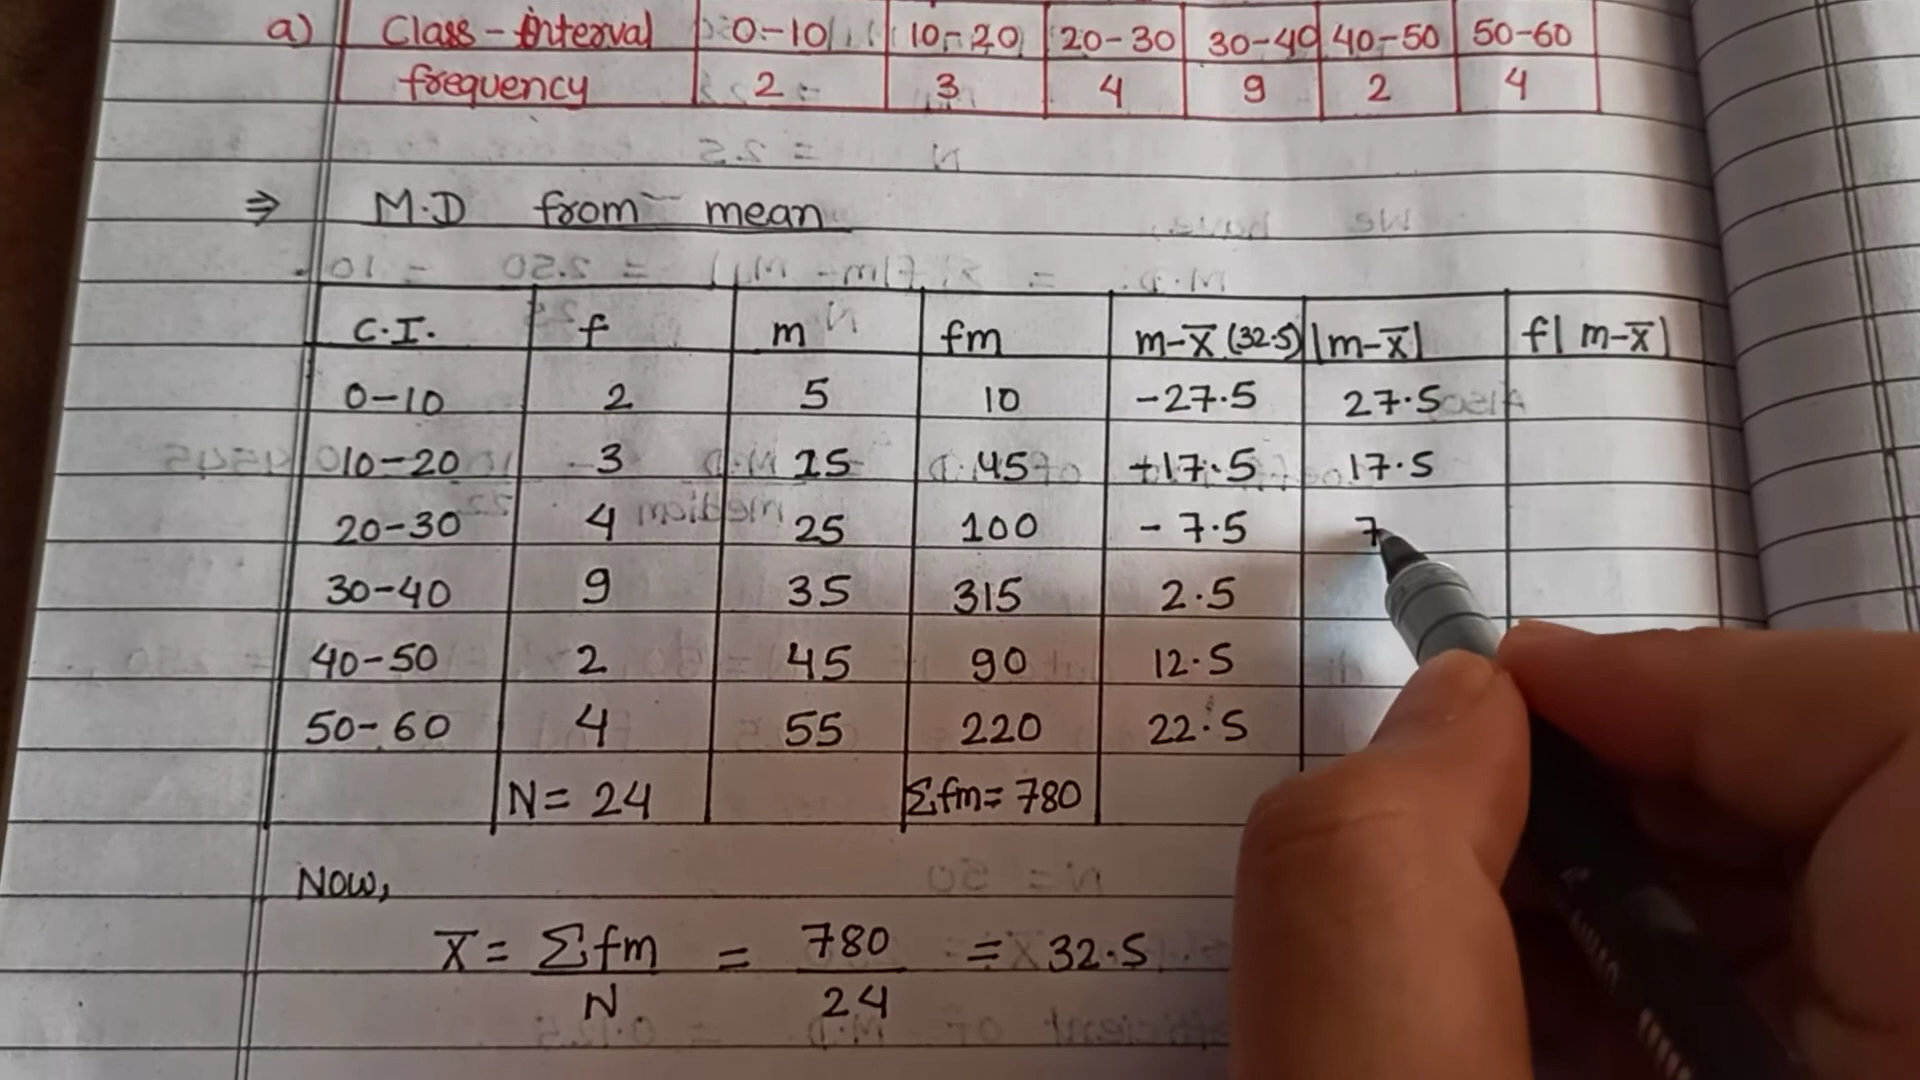 a) Class-interval 0-10 10-20 20-30 30-40 40-50 50-60
frequency 2 3 4 9 2 4
⇒ M.D from mean
C.I. f m fm m-x̅ (32.5) |m-x̅| f| m-x̅|
0-10 2 5 10 -27.5 27.5
10-20 3 15 45 +17.5 17.5
20-30 4 25 100 -7.5 7
30-40 9 35 315 2.5
40-50 2 45 90 12.5
50-60 4 55 220 22.5
N = 24 Σfm = 780
Now,
X̅ = Σfm / N = 780 / 24 = 32.5